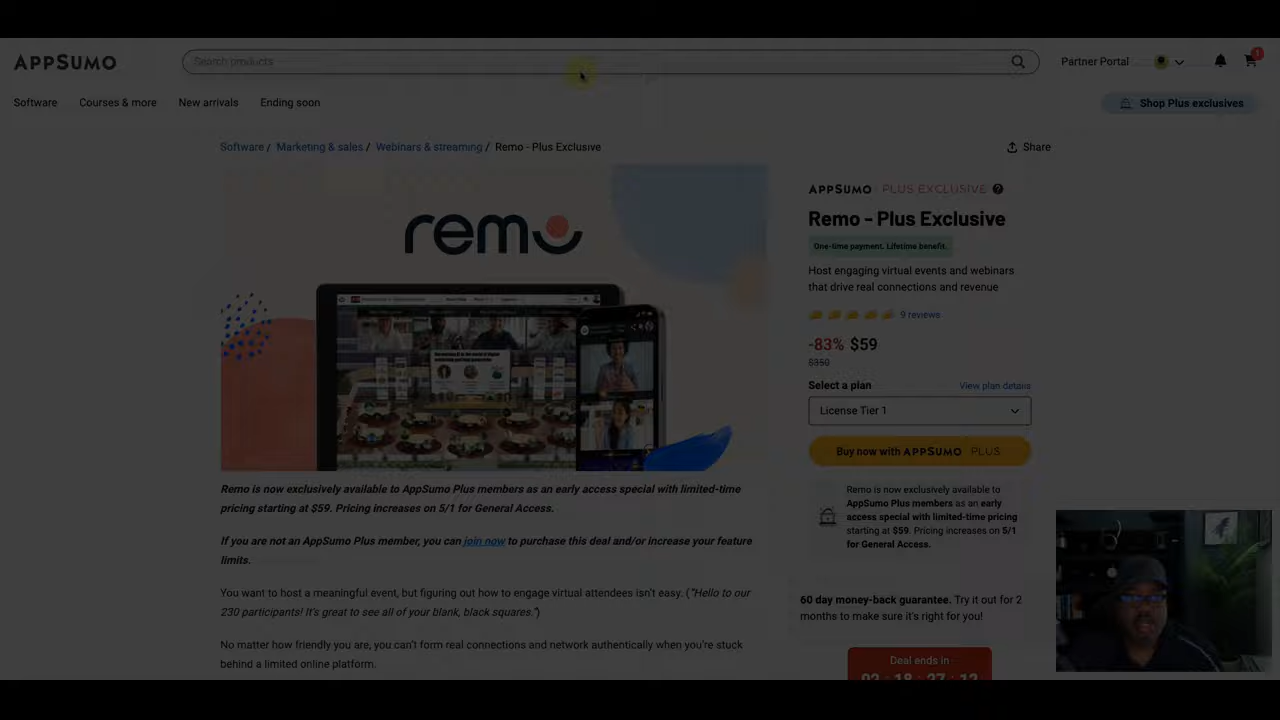 APPSUMO
Search products
Partner Portal
1
Software
Courses & more
New arrivals
Ending soon
Shop Plus exclusives
Software / Marketing & sales / Webinars & streaming / Remo - Plus Exclusive
Share
remo
APPSUMO PLUS EXCLUSIVE
Remo - Plus Exclusive
One-time payment. Lifetime benefit.
Host engaging virtual events and webinars
that drive real connections and revenue
9 reviews
-83% $59
$350
Select a plan
View plan details
License Tier 1
Buy now with APPSUMO PLUS
Remo is now exclusively available to
AppSumo Plus members as an early
access special with limited-time pricing
starting at $59. Pricing increases on 5/1
for General Access.
60 day money-back guarantee. Try it out for 2
months to make sure it's right for you!
Deal ends in
Remo is now exclusively available to AppSumo Plus members as an early access special with limited-time
pricing starting at $59. Pricing increases on 5/1 for General Access.
If you are not an AppSumo Plus member, you can join now to purchase this deal and/or increase your feature
limits.
You want to host a meaningful event, but figuring out how to engage virtual attendees isn't easy. ("Hello to our
230 participants! It's great to see all of your blank, black squares.")
No matter how friendly you are, you can't form real connections and network authentically when you're stuck
behind a limited online platform.